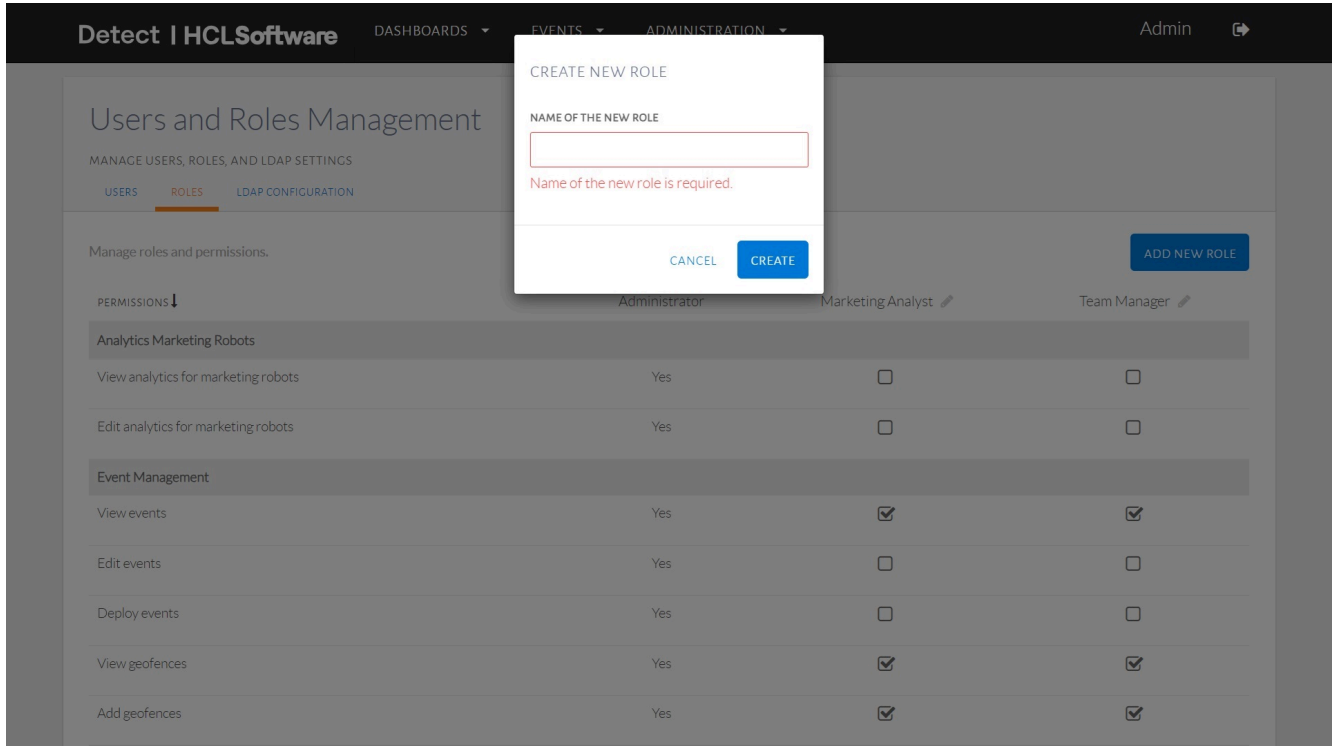 Detect | HCLSoftware DASHBOARDS EVENTS ADMINISTRATION Admin
CREATE NEW ROLE
NAME OF THE NEW ROLE
Name of the new role is required.
CANCEL CREATE
Users and Roles Management
MANAGE USERS, ROLES, AND LDAP SETTINGS
USERS ROLES LDAP CONFIGURATION
Manage roles and permissions. ADD NEW ROLE
PERMISSIONS Administrator Marketing Analyst Team Manager
Analytics Marketing Robots
View analytics for marketing robots Yes
Edit analytics for marketing robots Yes
Event Management
View events Yes
Edit events Yes
Deploy events Yes
View geofences Yes
Add geofences Yes